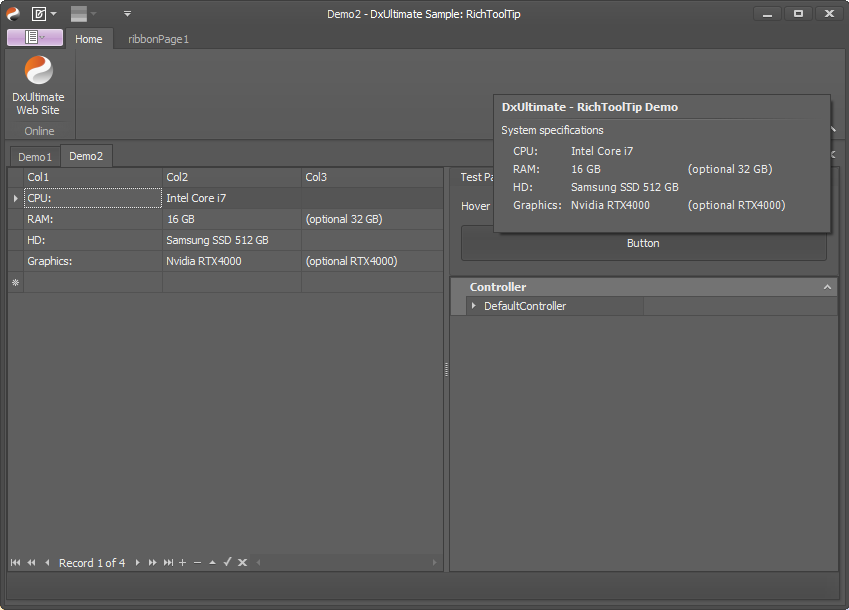 Demo2 - DxUltimate Sample: RichToolTip
Home ribbonPage1
DxUltimate
Web Site
Online
Demo1 Demo2
Col1 Col2 Col3
CPU: Intel Core i7
RAM: 16 GB (optional 32 GB)
HD: Samsung SSD 512 GB
Graphics: Nvidia RTX4000 (optional RTX4000)
Record 1 of 4
DxUltimate - RichToolTip Demo
System specifications
CPU: Intel Core i7
RAM: 16 GB (optional 32 GB)
HD: Samsung SSD 512 GB
Graphics: Nvidia RTX4000 (optional RTX4000)
Test
Hover
Button
Controller
DefaultController